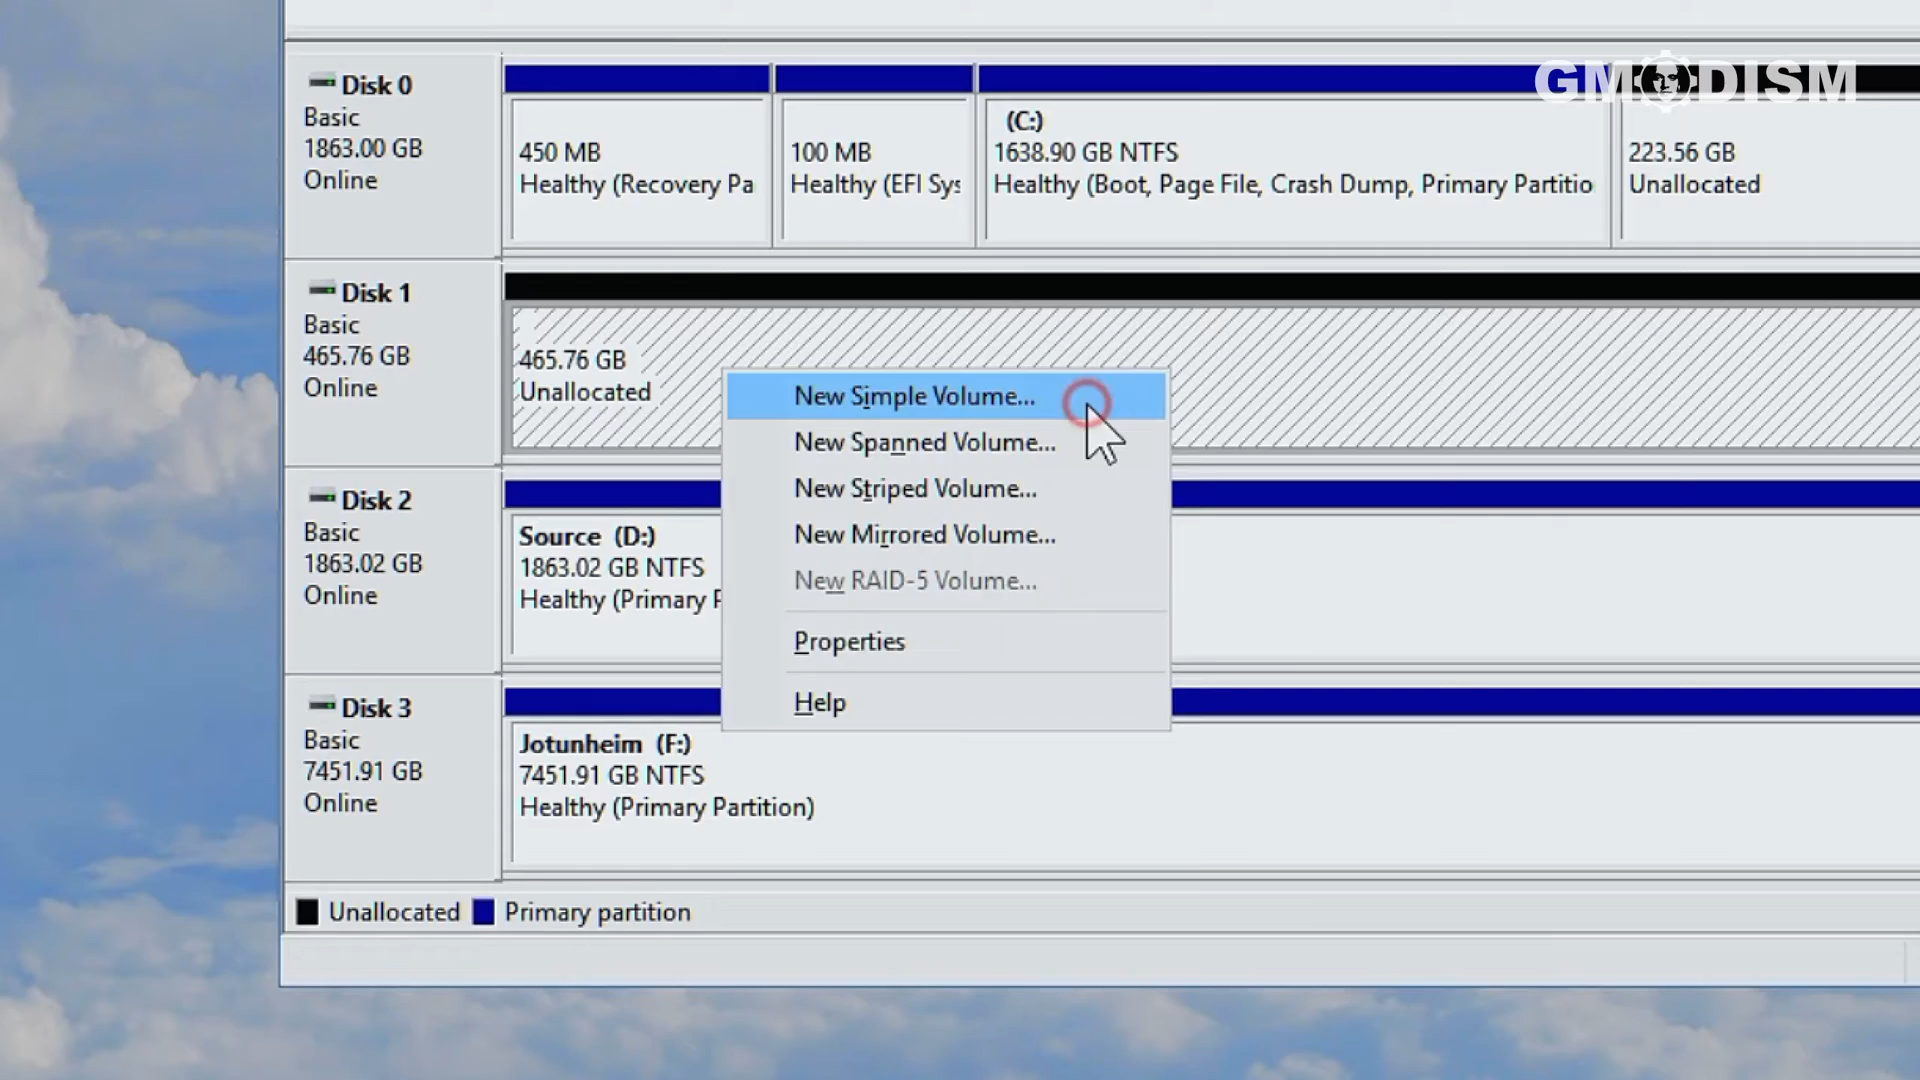 GMODISM
Disk 0
Basic
1863.00 GB
Online
450 MB
Healthy (Recovery Pa
100 MB
Healthy (EFI Sys
(C:)
1638.90 GB NTFS
Healthy (Boot, Page File, Crash Dump, Primary Partitio
223.56 GB
Unallocated
Disk 1
Basic
465.76 GB
Online
465.76 GB
Unallocated
New Simple Volume...
New Spanned Volume...
New Striped Volume...
New Mirrored Volume...
New RAID-5 Volume...
Properties
Help
Disk 2
Basic
1863.02 GB
Online
Source (D:)
1863.02 GB NTFS
Healthy (Primary P
Disk 3
Basic
7451.91 GB
Online
Jotunheim (F:)
7451.91 GB NTFS
Healthy (Primary Partition)
Unallocated Primary partition